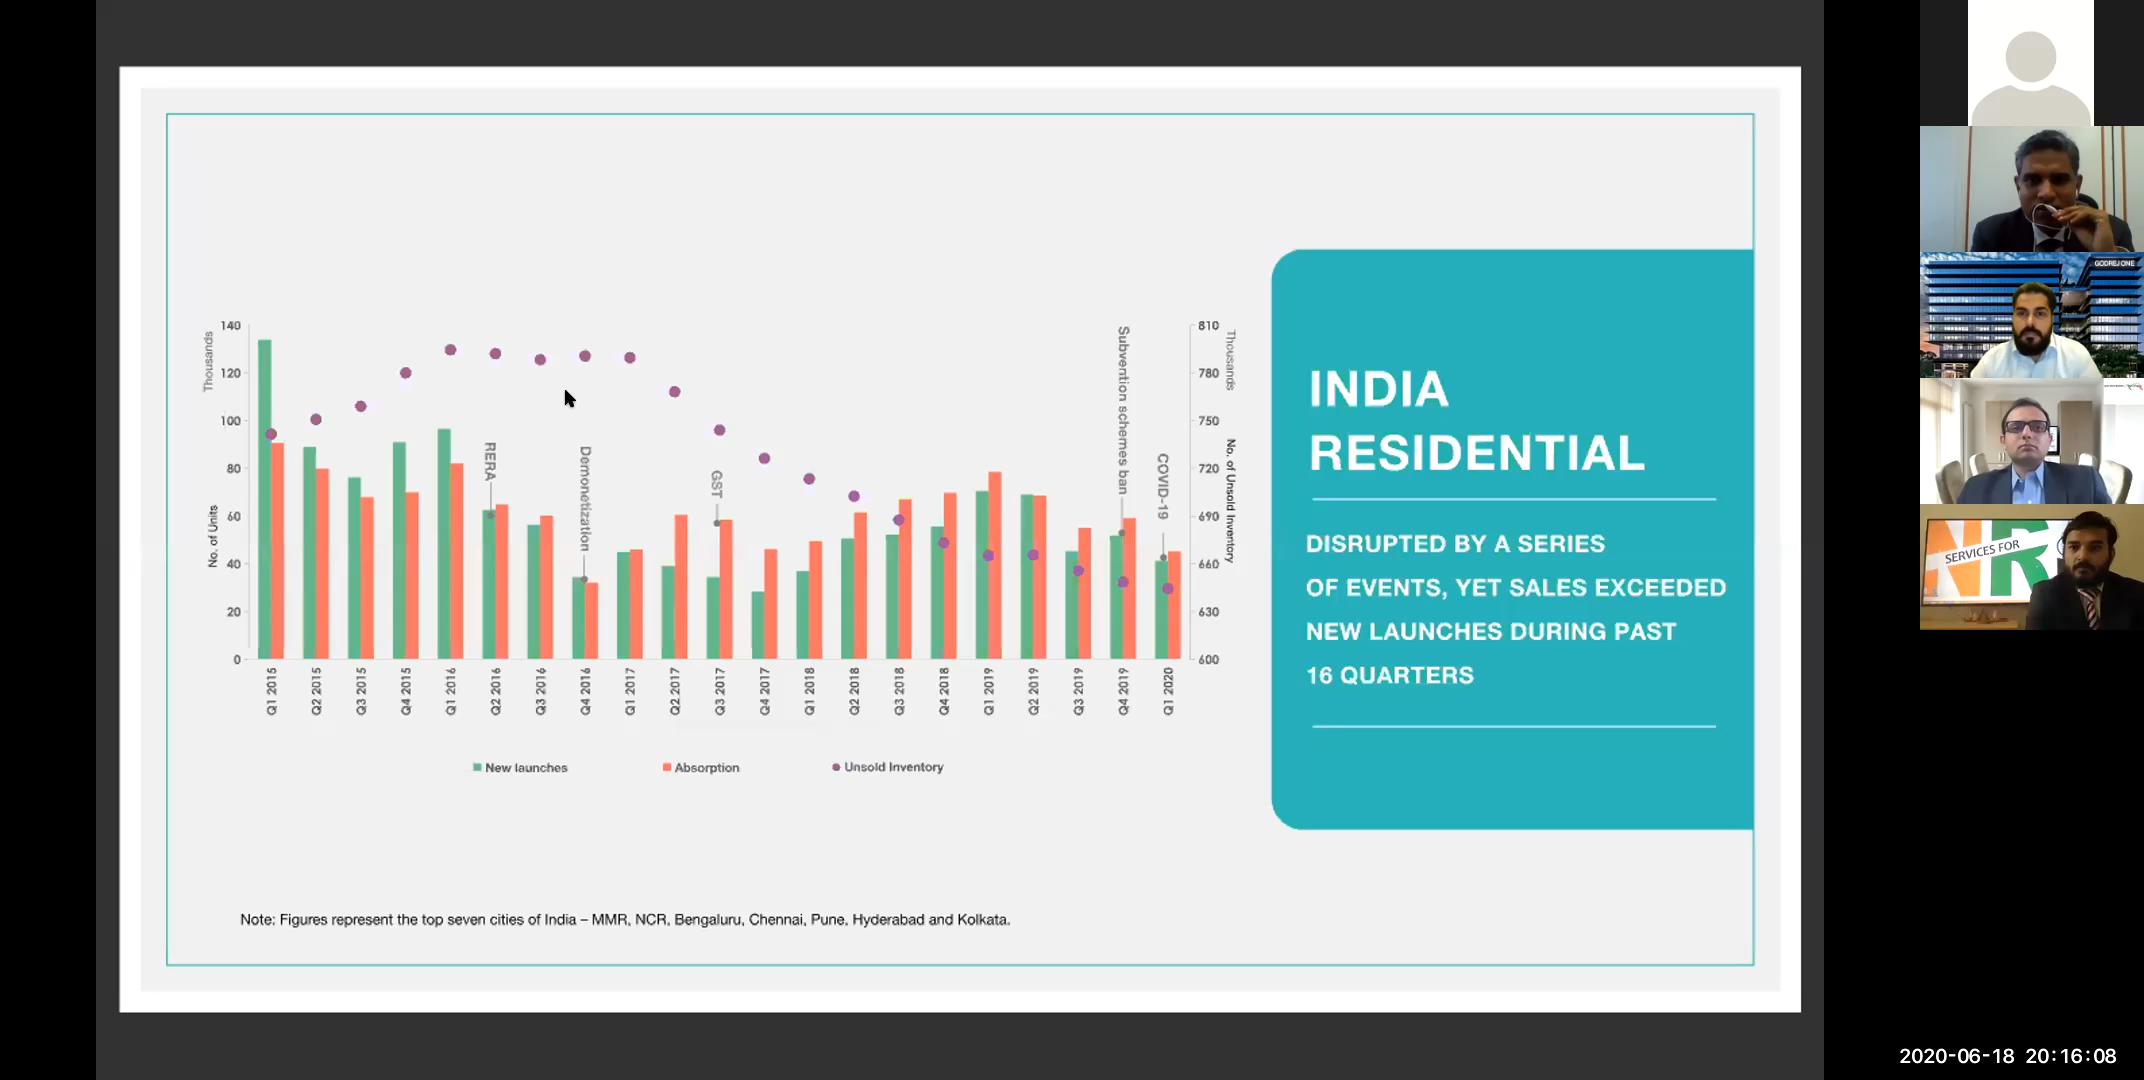 INDIA
RESIDENTIAL
DISRUPTED BY A SERIES
OF EVENTS, YET SALES EXCEEDED
NEW LAUNCHES DURING PAST
16 QUARTERS
Thousands
No. of Units
140
120
100
80
60
40
20
0
RERA
Demonetization
GST
Subvention schemes ban
COVID-19
810
780
750
720
690
660
630
600
Thousands
No. of Unsold Inventory
Q1 2015
Q2 2015
Q3 2015
Q4 2015
Q1 2016
Q2 2016
Q3 2016
Q4 2016
Q1 2017
Q2 2017
Q3 2017
Q4 2017
Q1 2018
Q2 2018
Q3 2018
Q4 2018
Q1 2019
Q2 2019
Q3 2019
Q4 2019
Q1 2020
New launches
Absorption
Unsold Inventory
Note: Figures represent the top seven cities of India – MMR, NCR, Bengaluru, Chennai, Pune, Hyderabad and Kolkata.
GODREJ ONE
SERVICES FOR
NR
2020-06-18 20:16:08